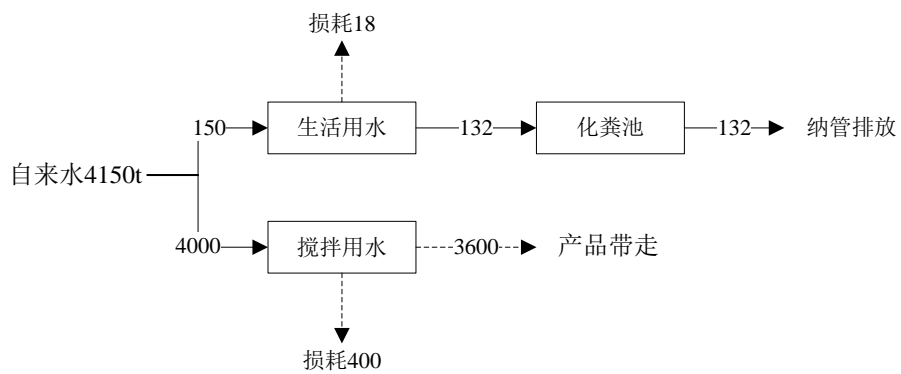 损耗18
150
生活用水
132
化粪池
132
纳管排放
自来水4150t
4000
搅拌用水
3600
产品带走
损耗400